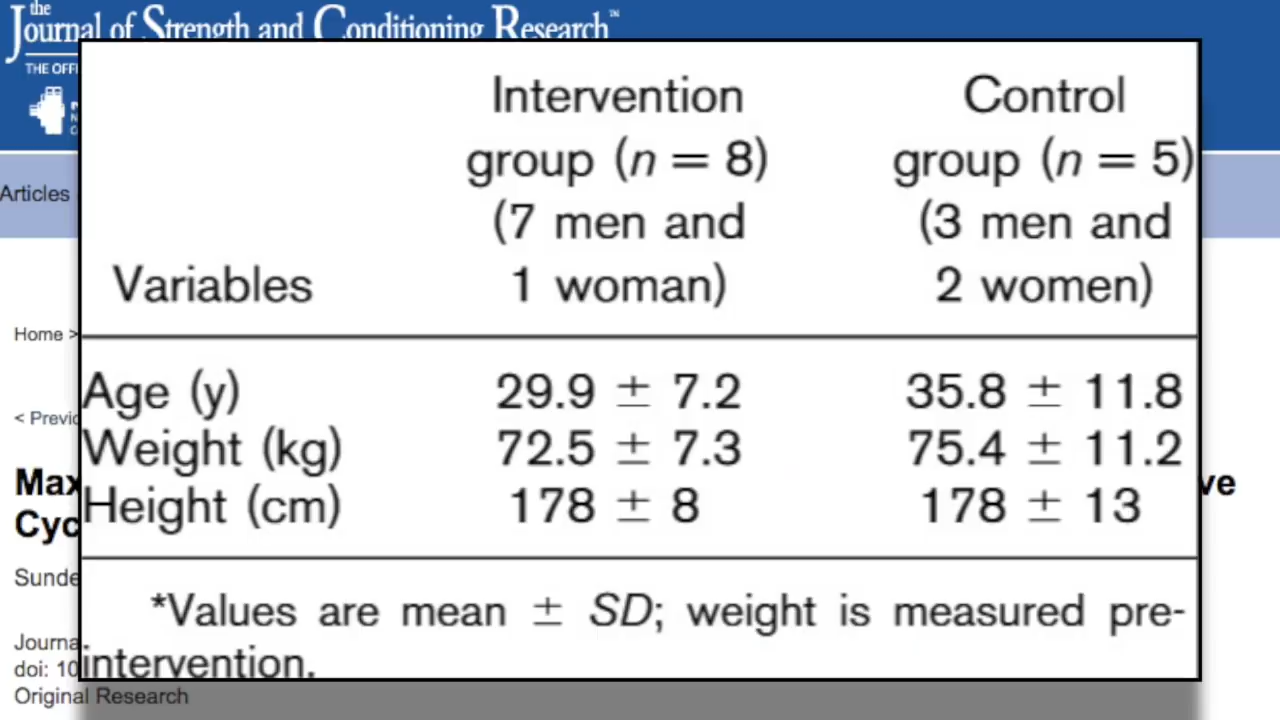 the
Journal of Strength and Conditioning Research™
THE OFFI
Articles
Home >
< Previo
Max
ve
Cyc
Sunde
Journa
doi: 10
Original Research
Intervention Control
group (n = 8) group (n = 5)
(7 men and (3 men and
Variables 1 woman) 2 women)
Age (y) 29.9 ± 7.2 35.8 ± 11.8
Weight (kg) 72.5 ± 7.3 75.4 ± 11.2
Height (cm) 178 ± 8 178 ± 13
*Values are mean ± SD; weight is measured pre-
intervention.